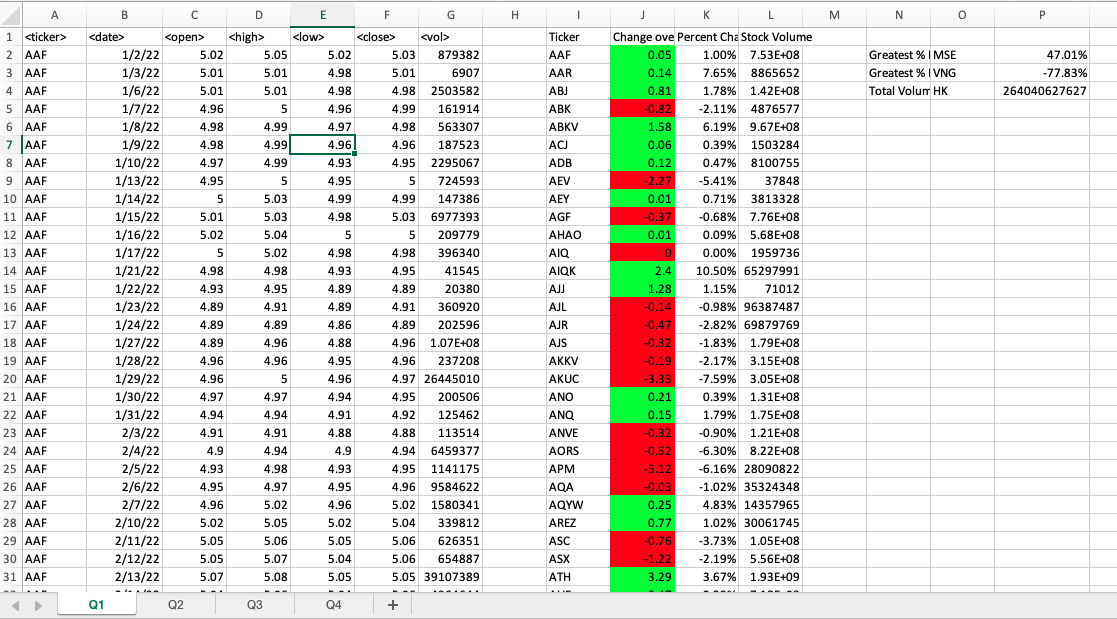 A B C D E F G H I J K L M N O P
1 <ticker> <date> <open> <high> <low> <close> <vol> Ticker Change ove Percent Cha Stock Volume
2 AAF 1/2/22 5.02 5.05 5.02 5.03 879382 AAF 0.05 1.00% 7.53E+08 Greatest % I MSE 47.01%
3 AAF 1/3/22 5.01 5.01 4.98 5.01 6907 AAR 0.14 7.65% 8865652 Greatest % I VNG -77.83%
4 AAF 1/6/22 5.01 5.01 4.98 4.98 2503582 ABJ 0.81 1.78% 1.42E+08 Total Volum HK 264040627627
5 AAF 1/7/22 4.96 5 4.96 4.99 161914 ABK -0.82 -2.11% 4876577
6 AAF 1/8/22 4.98 4.99 4.97 4.98 563307 ABKV 1.58 6.19% 9.67E+08
7 AAF 1/9/22 4.98 4.99 4.96 4.96 187523 ACJ 0.06 0.39% 1503284
8 AAF 1/10/22 4.97 4.99 4.93 4.95 2295067 ADB 0.12 0.47% 8100755
9 AAF 1/13/22 4.95 5 4.95 5 724593 AEV -2.27 -5.41% 37848
10 AAF 1/14/22 5 5.03 4.99 4.99 147386 AEY 0.01 0.71% 3813328
11 AAF 1/15/22 5.01 5.03 4.98 5.03 6977393 AGF -0.37 -0.68% 7.76E+08
12 AAF 1/16/22 5.02 5.04 5 5 209779 AHAO 0.01 0.09% 5.68E+08
13 AAF 1/17/22 5 5.02 4.98 4.98 396340 AIQ 0 0.00% 1959736
14 AAF 1/21/22 4.98 4.98 4.93 4.95 41545 AIQK 2.4 10.50% 65297991
15 AAF 1/22/22 4.93 4.95 4.89 4.89 20380 AJJ 1.28 1.15% 71012
16 AAF 1/23/22 4.89 4.91 4.89 4.91 360920 AJL -0.14 -0.98% 96387487
17 AAF 1/24/22 4.89 4.89 4.86 4.89 202596 AJR -0.47 -2.82% 69879769
18 AAF 1/27/22 4.89 4.96 4.88 4.96 1.07E+08 AJS -0.32 -1.83% 1.79E+08
19 AAF 1/28/22 4.96 4.96 4.95 4.96 237208 AKKV -0.19 -2.17% 3.15E+08
20 AAF 1/29/22 4.96 5 4.96 4.97 26445010 AKUC -3.33 -7.59% 3.05E+08
21 AAF 1/30/22 4.97 4.97 4.94 4.95 200506 ANO 0.21 0.39% 1.31E+08
22 AAF 1/31/22 4.94 4.94 4.91 4.92 125462 ANQ 0.15 1.79% 1.75E+08
23 AAF 2/3/22 4.91 4.91 4.88 4.88 113514 ANVE -0.32 -0.90% 1.21E+08
24 AAF 2/4/22 4.9 4.94 4.9 4.94 6459377 AORS -0.52 -6.30% 8.22E+08
25 AAF 2/5/22 4.93 4.98 4.93 4.95 1141175 APM -5.12 -6.16% 28090822
26 AAF 2/6/22 4.95 4.97 4.95 4.96 9584622 AQA -0.03 -1.02% 35324348
27 AAF 2/7/22 4.96 5.02 4.96 5.02 1580341 AQYW 0.25 4.83% 14357965
28 AAF 2/10/22 5.02 5.05 5.02 5.04 339812 AREZ 0.77 1.02% 30061745
29 AAF 2/11/22 5.05 5.06 5.05 5.06 626351 ASC -0.76 -3.73% 1.05E+08
30 AAF 2/12/22 5.05 5.07 5.04 5.06 654887 ASX -1.22 -2.19% 5.56E+08
31 AAF 2/13/22 5.07 5.08 5.05 5.05 39107389 ATH 3.29 3.67% 1.93E+09
Q1 Q2 Q3 Q4 +